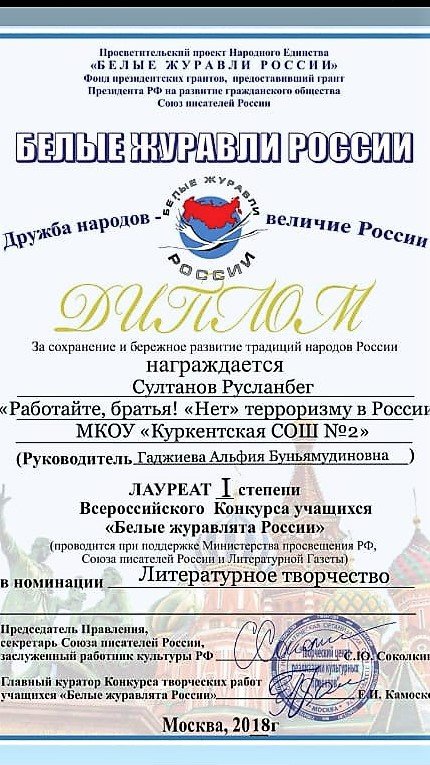 Просветительский проект Народного Единства
«БЕЛЫЕ ЖУРАВЛИ РОССИИ»
Фонд президентских грантов, предоставивший грант
Президента РФ на развитие гражданского общества
Союз писателей России
БЕЛЫЕ ЖУРАВЛИ РОССИИ
Дружба народов - величие России
БЕЛЫЕ ЖУРАВЛИ
РОССИИ
ДИПЛОМ
За сохранение и бережное развитие традиций народов России
награждается
Султанов Русланбег
«Работайте, братья! «Нет» терроризму в России
МКОУ «Куркентская СОШ №2»
(Руководитель Гаджиева Альфия Буньямудиновна )
ЛАУРЕАТ I степени
Всероссийского Конкурса учащихся
«Белые журавлята России»
(проводится при поддержке Министерства просвещения РФ,
Союза писателей России и Литературной Газеты)
в номинации Литературное творчество
Председатель Правления,
секретарь Союза писателей России,
заслуженный работник культуры РФ С.Ю. Соколкин
Главный куратор Конкурса творческих работ
учащихся «Белые журавлята России» Е.И. Камоск
Творческий центр
реализации культурных
Москва, 2018г